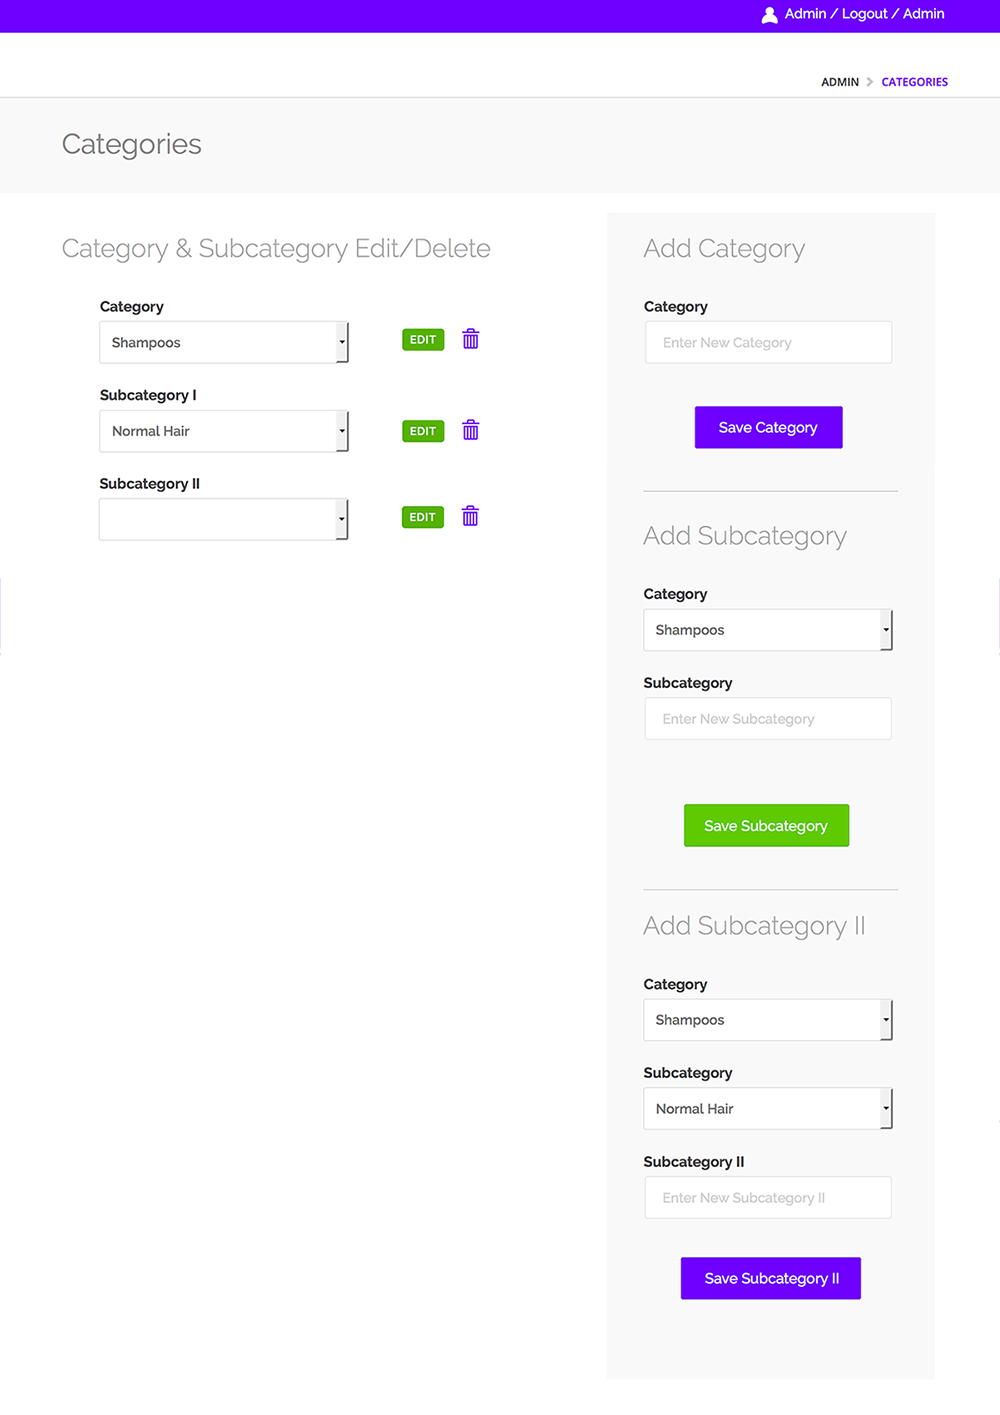 Admin / Logout / Admin
ADMIN > CATEGORIES
Categories
Category & Subcategory Edit/Delete
Category
Shampoos
EDIT
Subcategory I
Normal Hair
EDIT
Subcategory II
EDIT
Add Category
Category
Enter New Category
Save Category
Add Subcategory
Category
Shampoos
Subcategory
Enter New Subcategory
Save Subcategory
Add Subcategory II
Category
Shampoos
Subcategory
Normal Hair
Subcategory II
Enter New Subcategory II
Save Subcategory II